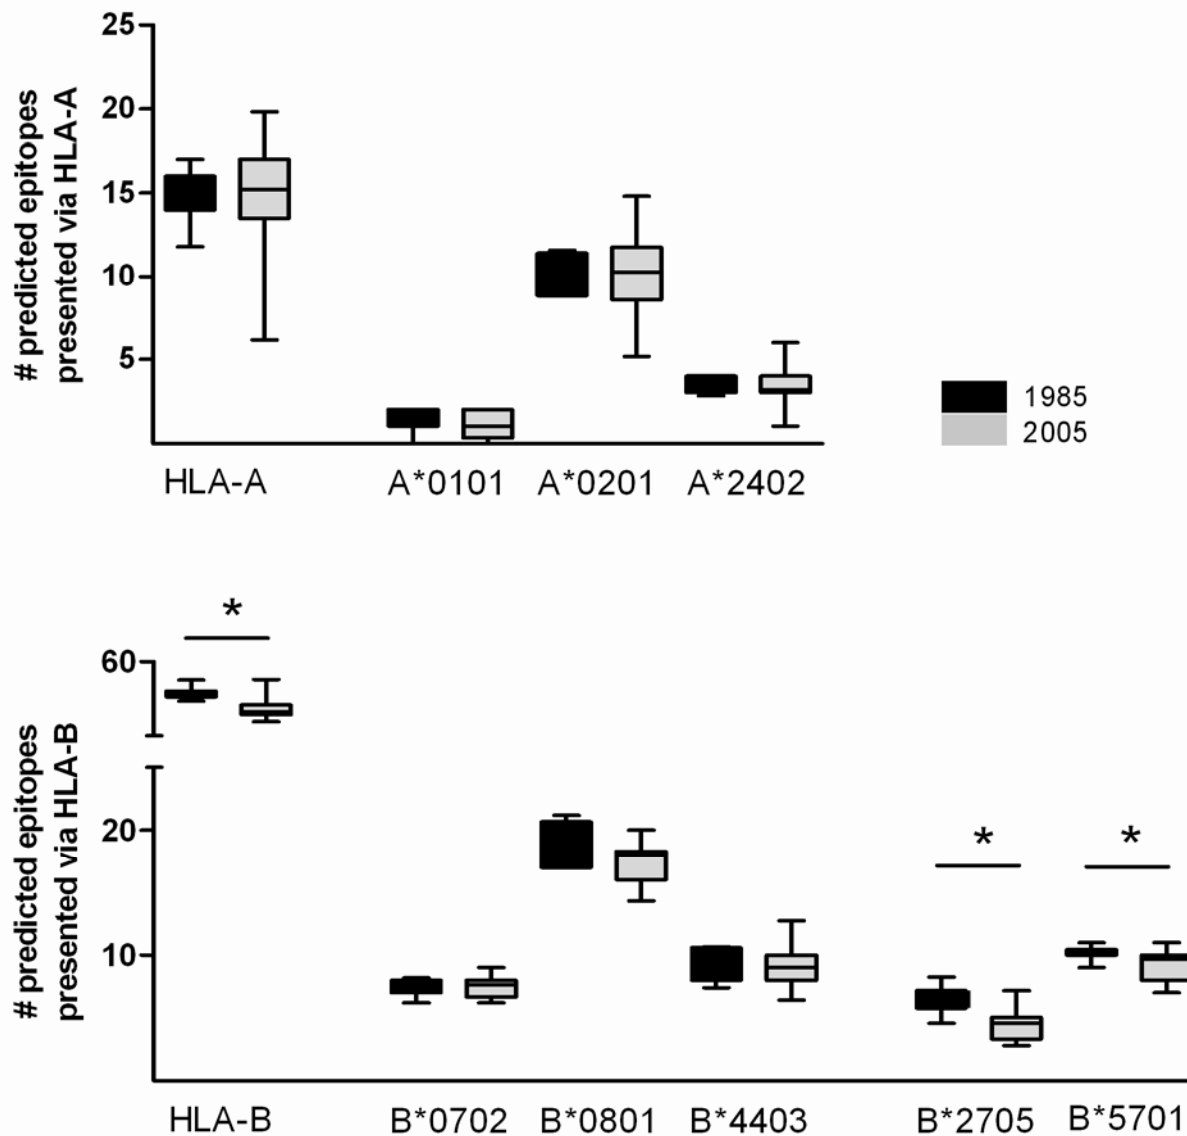 # predicted epitopes
presented via HLA-A
25
20
15
10
5
HLA-A
A*0101
A*0201
A*2402
1985
2005
# predicted epitopes
presented via HLA-B
*
60
20
10
*
*
HLA-B
B*0702
B*0801
B*4403
B*2705
B*5701